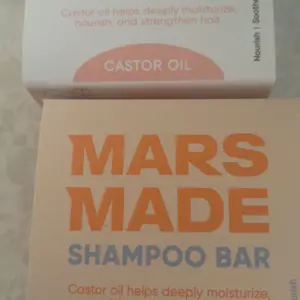 Castor oil helps deeply moisturize,
nourish, and strengthen hair
CASTOR OIL
Nourish | Soothe
MARS
MADE
SHAMPOO BAR
Castor oil helps deeply moisturize,